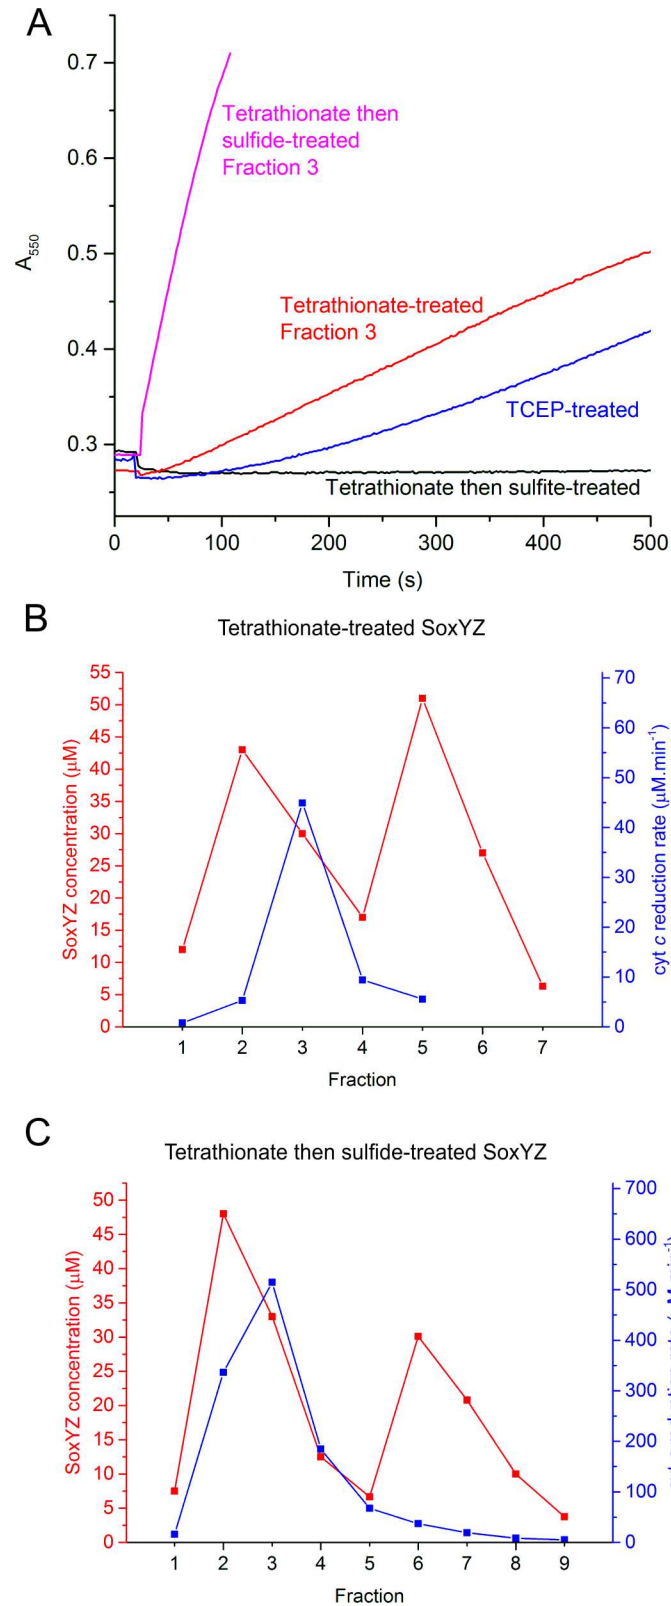 A
0.7
0.6
0.5
0.4
0.3
A550
Tetrathionate then
sulfide-treated
Fraction 3
Tetrathionate-treated
Fraction 3
TCEP-treated
Tetrathionate then sulfite-treated
0 100 200 300 400 500
Time (s)
B
Tetrathionate-treated SoxYZ
55
50
45
40
35
30
25
20
15
10
5
0
SoxYZ concentration (µM)
70
60
50
40
30
20
10
0
cyt c reduction rate (µM.min-1)
1 2 3 4 5 6 7
Fraction
C
Tetrathionate then sulfide-treated SoxYZ
50
45
40
35
30
25
20
15
10
5
0
SoxYZ concentration (µM)
700
600
500
400
300
200
100
0
1 2 3 4 5 6 7 8 9
Fraction